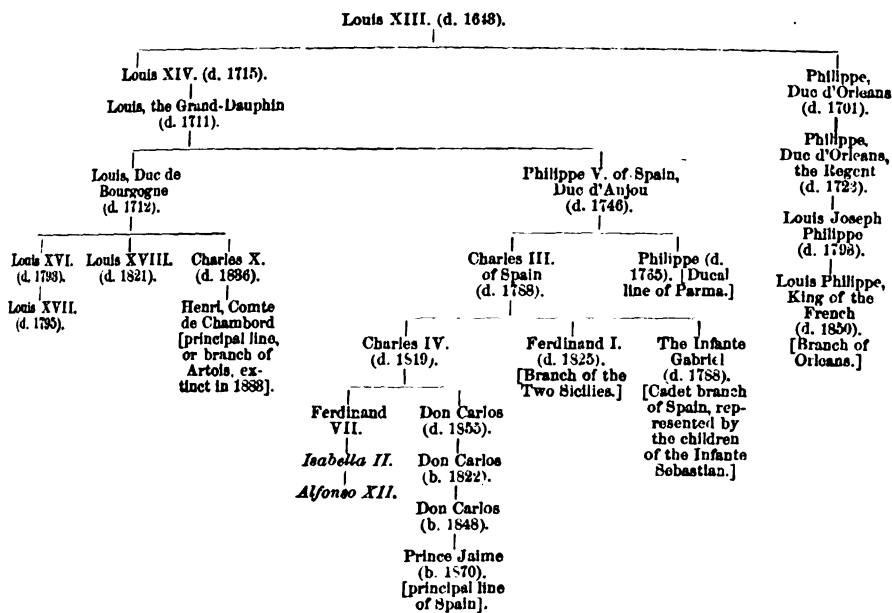 Louis XIII. (d. 1643).
Louis XIV. (d. 1715).
Louis, the Grand-Dauphin
(d. 1711).
Philippe,
Duc d'Orleans
(d. 1701).
Philippe,
Duc d'Orleans,
the Regent
(d. 1723).
Louis Joseph
Philippe
(d. 1793).
Louis Philippe,
King of the
French
(d. 1850).
[Branch of
Orleans.]
Louis, Duc de
Bourgogne
(d. 1712).
Philippe V. of Spain,
Duc d'Anjou
(d. 1746).
Louis XVI.
(d. 1793).
Louis XVII.
(d. 1795).
Louis XVIII.
(d. 1821).
Charles X.
(d. 1836).
Henri, Comte
de Chambord
[principal line,
or branch of
Artois, ex-
tinct in 1883].
Charles III.
of Spain
(d. 1788).
Philippe (d.
1765). [Ducal
line of Parma.]
Charles IV.
(d. 1819).
Ferdinand I.
(d. 1825).
[Branch of the
Two Sicilies.]
The Infante
Gabriel
(d. 1788).
[Cadet branch
of Spain, rep-
resented by
the children
of the Infante
Sebastian.]
Ferdinand
VII.
Isabella II.
Alfonso XII.
Don Carlos
(d. 1855).
Don Carlos
(b. 1822).
Don Carlos
(b. 1848).
Prince Jaime
(b. 1870).
[principal line
of Spain].